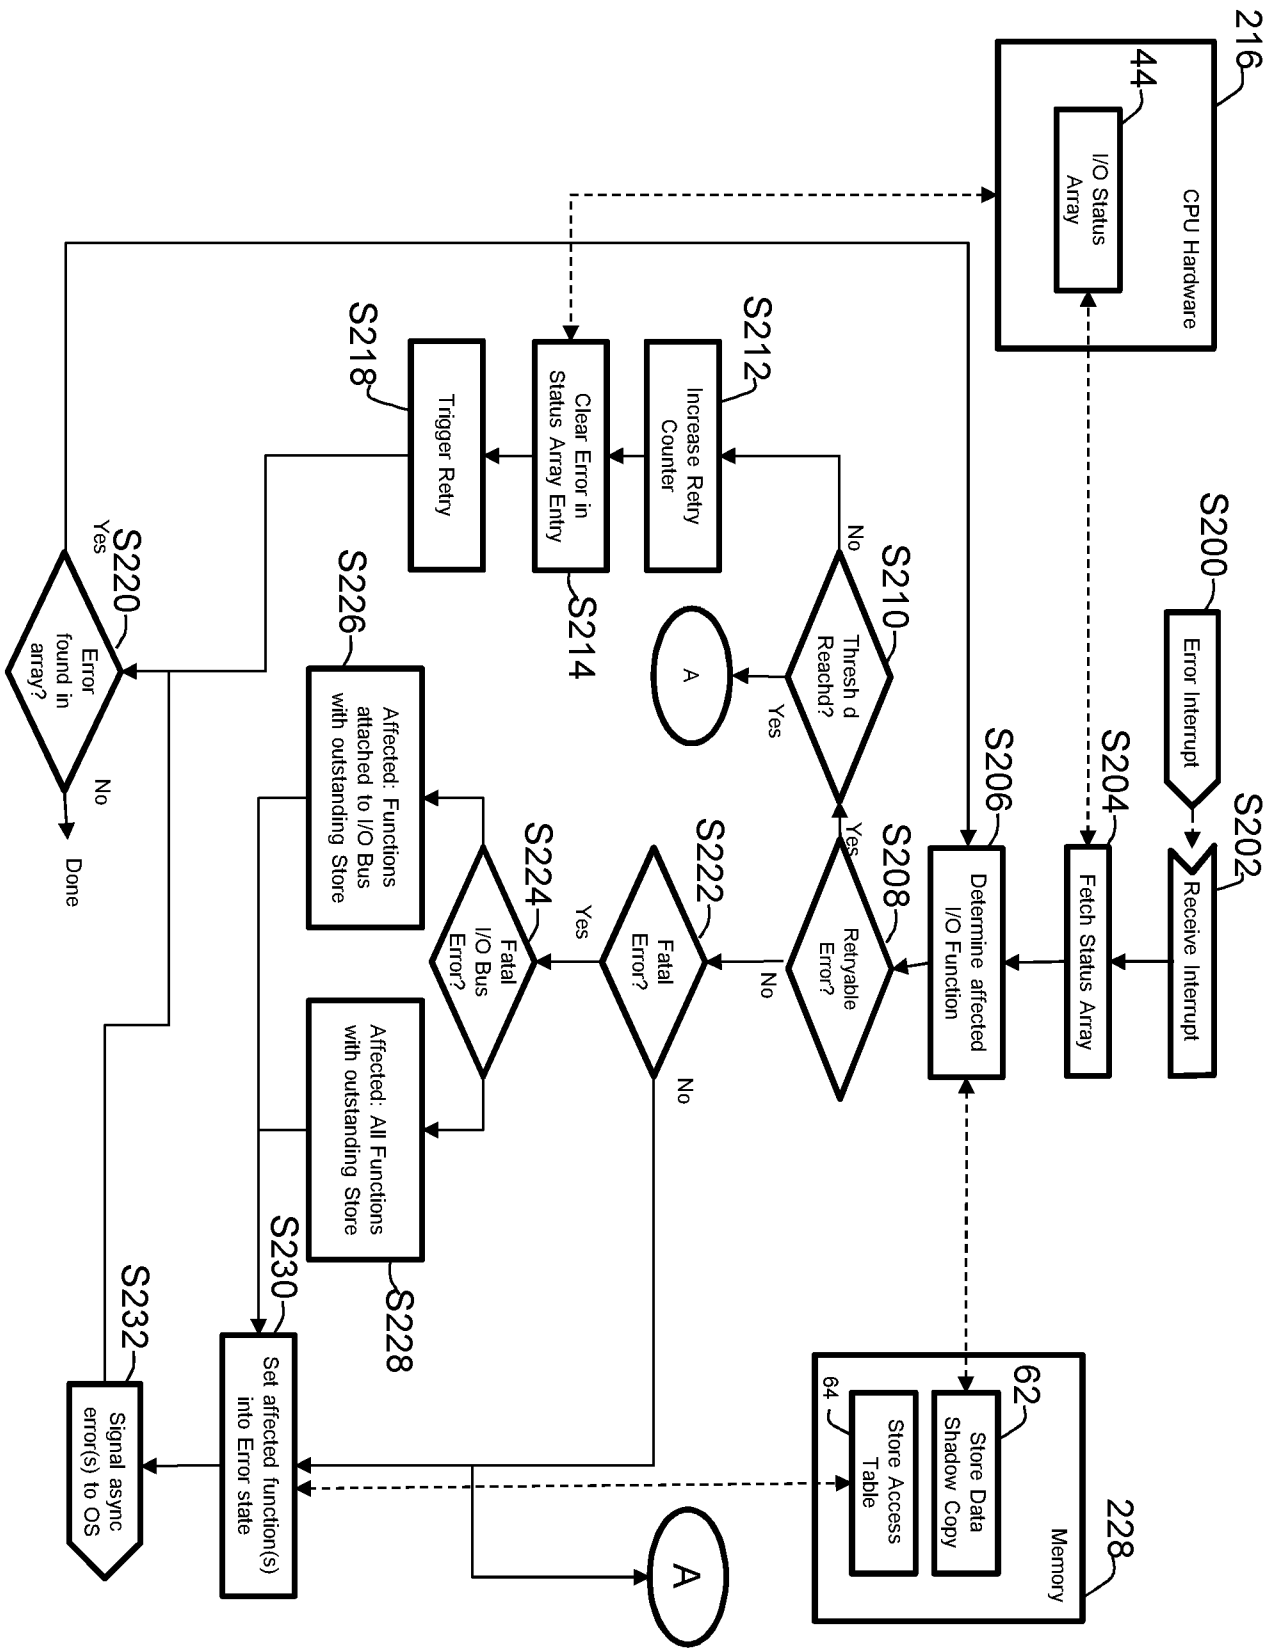 216
44
I/O Status
Array
CPU Hardware
S200
Error Interrupt
S202
Receive Interrupt
S204
Fetch Status Array
S206
Determine affected
I/O Function
228
Memory
62
Store Data
Shadow Copy
64
Store Access
Table
S208
Retryable
Error?
Yes
No
S210
Thresh d
Reachd?
No
Yes
A
S212
Increase Retry
Counter
S214
Clear Error in
Status Array Entry
S218
Trigger Retry
S222
Fatal
Error?
Yes
No
S224
Fatal
I/O Bus
Error?
S226
Affected: Functions
attached to I/O Bus
with outstanding Store
S228
Affected: All Functions
with outstanding Store
A
S230
Set affected function(s)
into Error state
S232
Signal async
error(s) to OS
S220
Error
found in
array?
Yes
No
Done